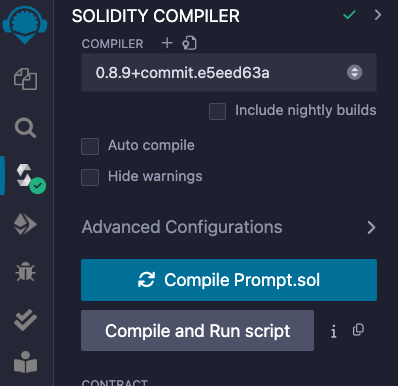 SOLIDITY COMPILER
COMPILER
0.8.9+commit.e5eed63a
Include nightly builds
Auto compile
Hide warnings
Advanced Configurations
Compile Prompt.sol
Compile and Run script
CONTRACT